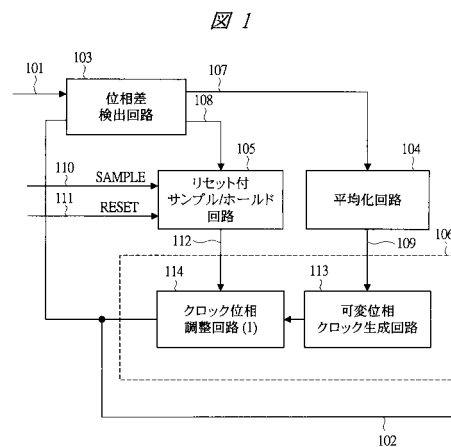 図 1
101
103
位相差
検出回路
107
108
110
SAMPLE
111
RESET
105
リセット付
サンプル/ホールド
回路
104
平均化回路
112
109
106
114
クロック位相
調整回路(1)
113
可変位相
クロック生成回路
102